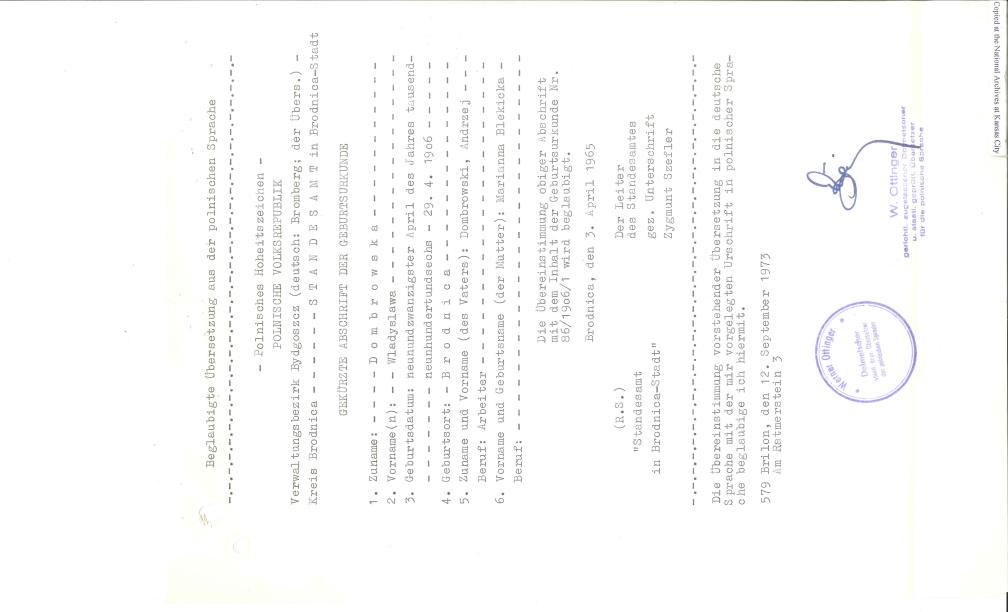 Copied at the National Archives at Kansas City
Beglaubigte Übersetzung aus der polnischen Sprache
-.-.-.-.-.-.-.-.-.-.-.-.-.-.-.-.-.-.-.-.-.-.-.-.-.-
- Polnisches Hoheitszeichen -
POLNISCHE VOLKSREPUBLIK
Verwaltungsbezirk Bydgoszcz (deutsch: Bromberg; der Übers.) -
Kreis Brodnica - - - - - - S T A N D E S A M T in Brodnica-Stadt
GEKÜRZTE ABSCHRIFT DER GEBURTSURKUNDE
1. Zuname: - - - - D o m b r o w s k a - - - - - - - - - - - -
2. Vorname(n): - - Wladyslawa - - - - - - - - - - - - - - - -
3. Geburtsdatum: neunundzwanzigster April des Jahres tausend-
- - - - - - neunhundertundsechs - 29. 4. 19o6 - - - - - -
4. Geburtsort: - B r o d n i c a - - - - - - - - - - - - - - -
5. Zuname und Vorname (des Vaters): Dombrowski, Andrzej - - -
Beruf: Arbeiter - - - - - - - - - - - - - - - - - - - - -
6. Vorname und Geburtsname (der Mutter): Marianna Blekicka -
Beruf: - - - - - - - - - - - - - - - - - - - - - - - - -
Die Übereinstimmung obiger Abschrift
mit dem Inhalt der Geburtsurkunde Nr.
86/19o6/1 wird beglaubigt.
Brodnica, den 3. April 1965
(R.S.)
Der Leiter
des Standesamtes
"Standesamt
gez. Unterschrift
in Brodnica-Stadt"
Zygmunt Szefler
-.-.-.-.-.-.-.-.-.-.-.-.-.-.-.-.-.-.-.-.-.-.-.-.-.-
Die Übereinstimmung vorstehender Übersetzung in die deutsche
Sprache mit der mir vorgelegten Urschrift in polnischer Spra-
che beglaubige ich hiermit.
579 Brilon, den 12. September 1973
Am Ratmerstein 3
Werner Ottinger
Dolmetscher
W. Ottinger
gerichtl. zugelassener Dolmetscher
u. staatl. geprüft. Übersetzer
für die polnische Sprache